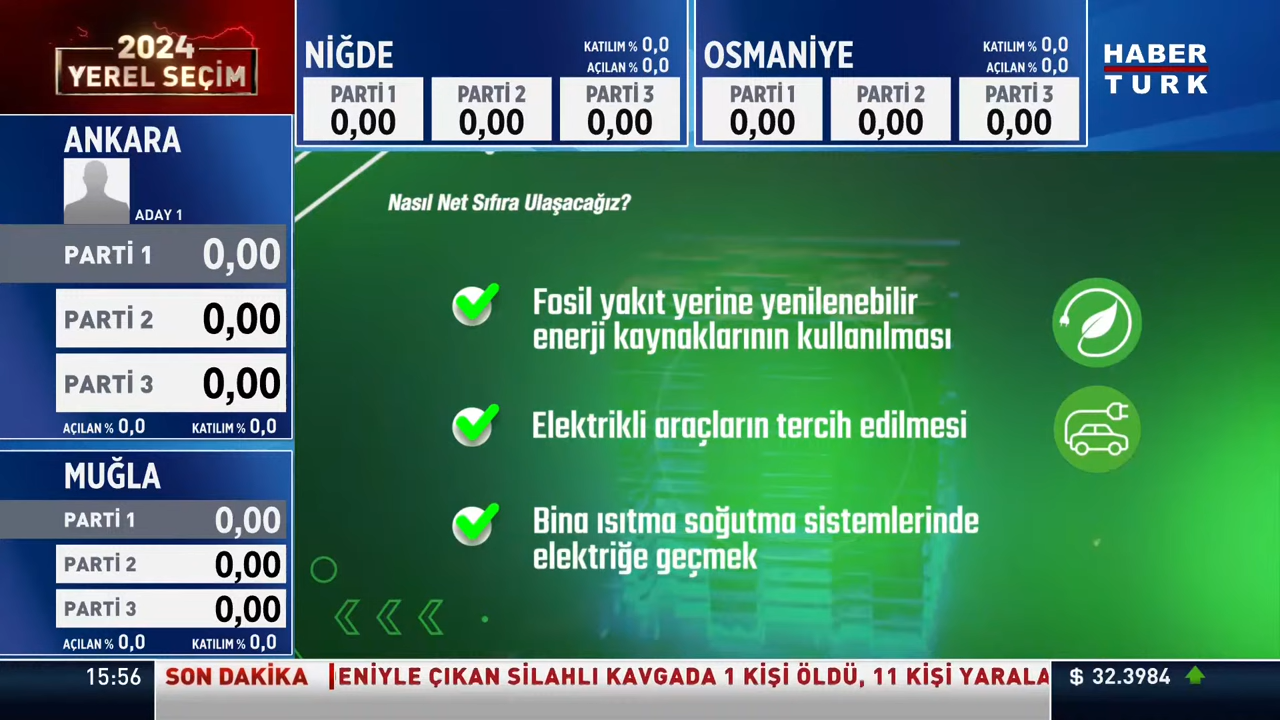 2024
YEREL SEÇİM
NİĞDE
KATILIM % 0,0
AÇILAN % 0,0
PARTİ 1
PARTİ 2
PARTİ 3
0,00
0,00
0,00
OSMANİYE
KATILIM % 0,0
AÇILAN % 0,0
PARTİ 1
PARTİ 2
PARTİ 3
0,00
0,00
0,00
HABER
TURK
ANKARA
ADAY 1
PARTİ 1 0,00
PARTİ 2 0,00
PARTİ 3 0,00
AÇILAN % 0,0 KATILIM % 0,0
MUĞLA
PARTİ 1 0,00
PARTİ 2 0,00
PARTİ 3 0,00
AÇILAN % 0,0 KATILIM % 0,0
Nasıl Net Sıfıra Ulaşacağız?
Fosil yakıt yerine yenilenebilir
enerji kaynaklarının kullanılması
Elektrikli araçların tercih edilmesi
Bina ısıtma soğutma sistemlerinde
elektriğe geçmek
15:56 SON DAKİKA ENİYLE ÇIKAN SİLAHLI KAVGADA 1 KİŞİ ÖLDÜ, 11 KİŞİ YARALA $ 32.3984